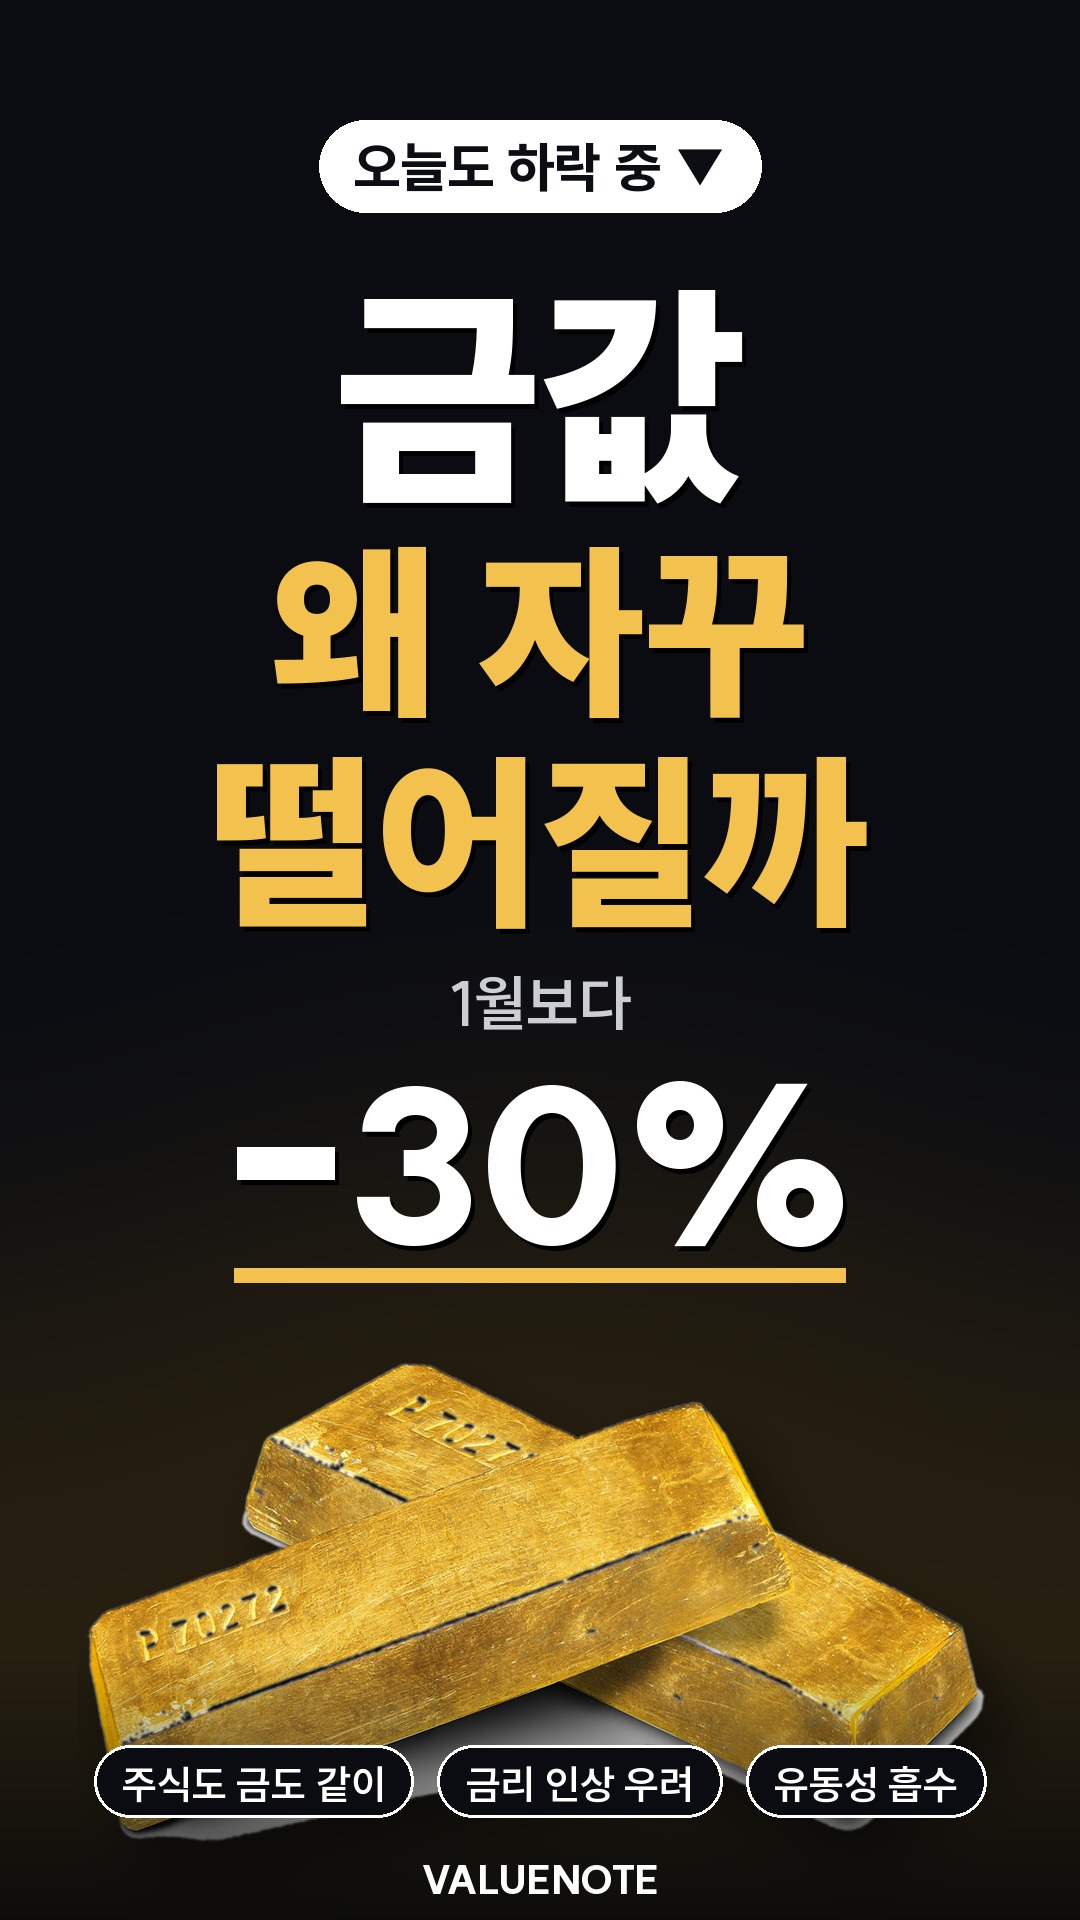 오늘도 하락 중 ▼
금값
왜 자꾸
떨어질까
1월보다
-30%
P 7027
P 70272
주식도 금도 같이
금리 인상 우려
유동성 흡수
VALUENOTE